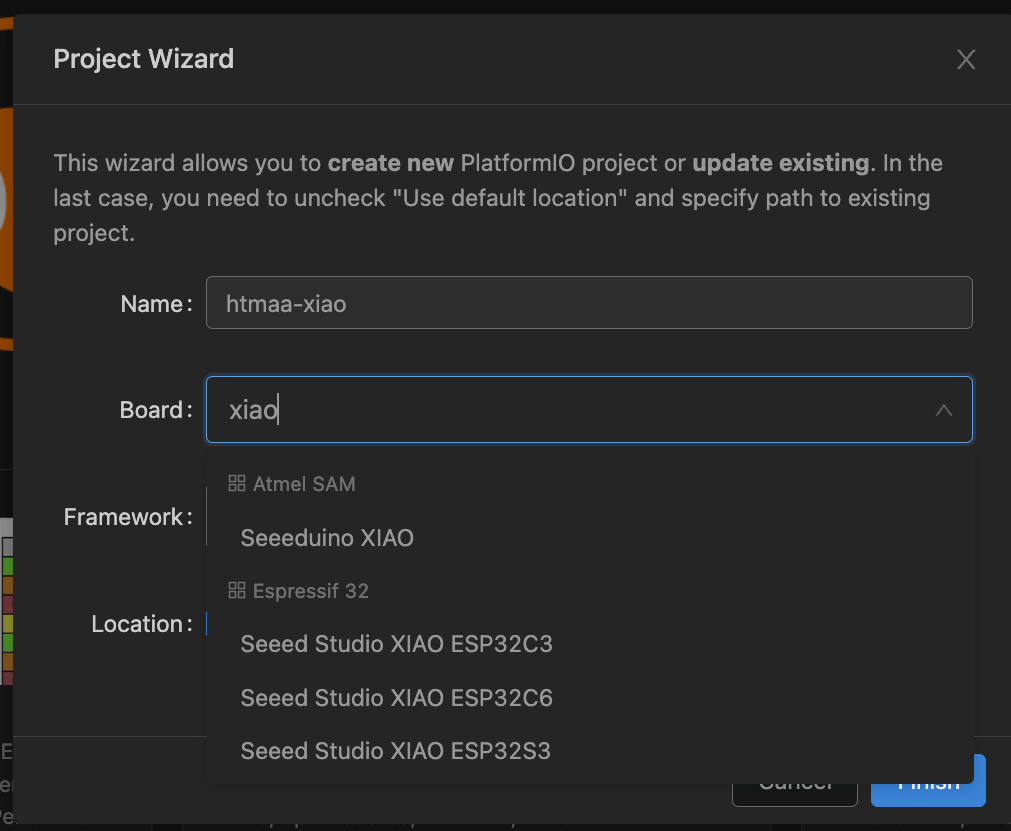 Project Wizard
This wizard allows you to create new PlatformIO project or update existing. In the
last case, you need to uncheck "Use default location" and specify path to existing
project.
Name:
htmaa-xiao
Board:
xiao
Atmel SAM
Framework:
Seeeduino XIAO
Espressif 32
Location:
Seeed Studio XIAO ESP32C3
Seeed Studio XIAO ESP32C6
Seeed Studio XIAO ESP32S3
Cancel
Finish